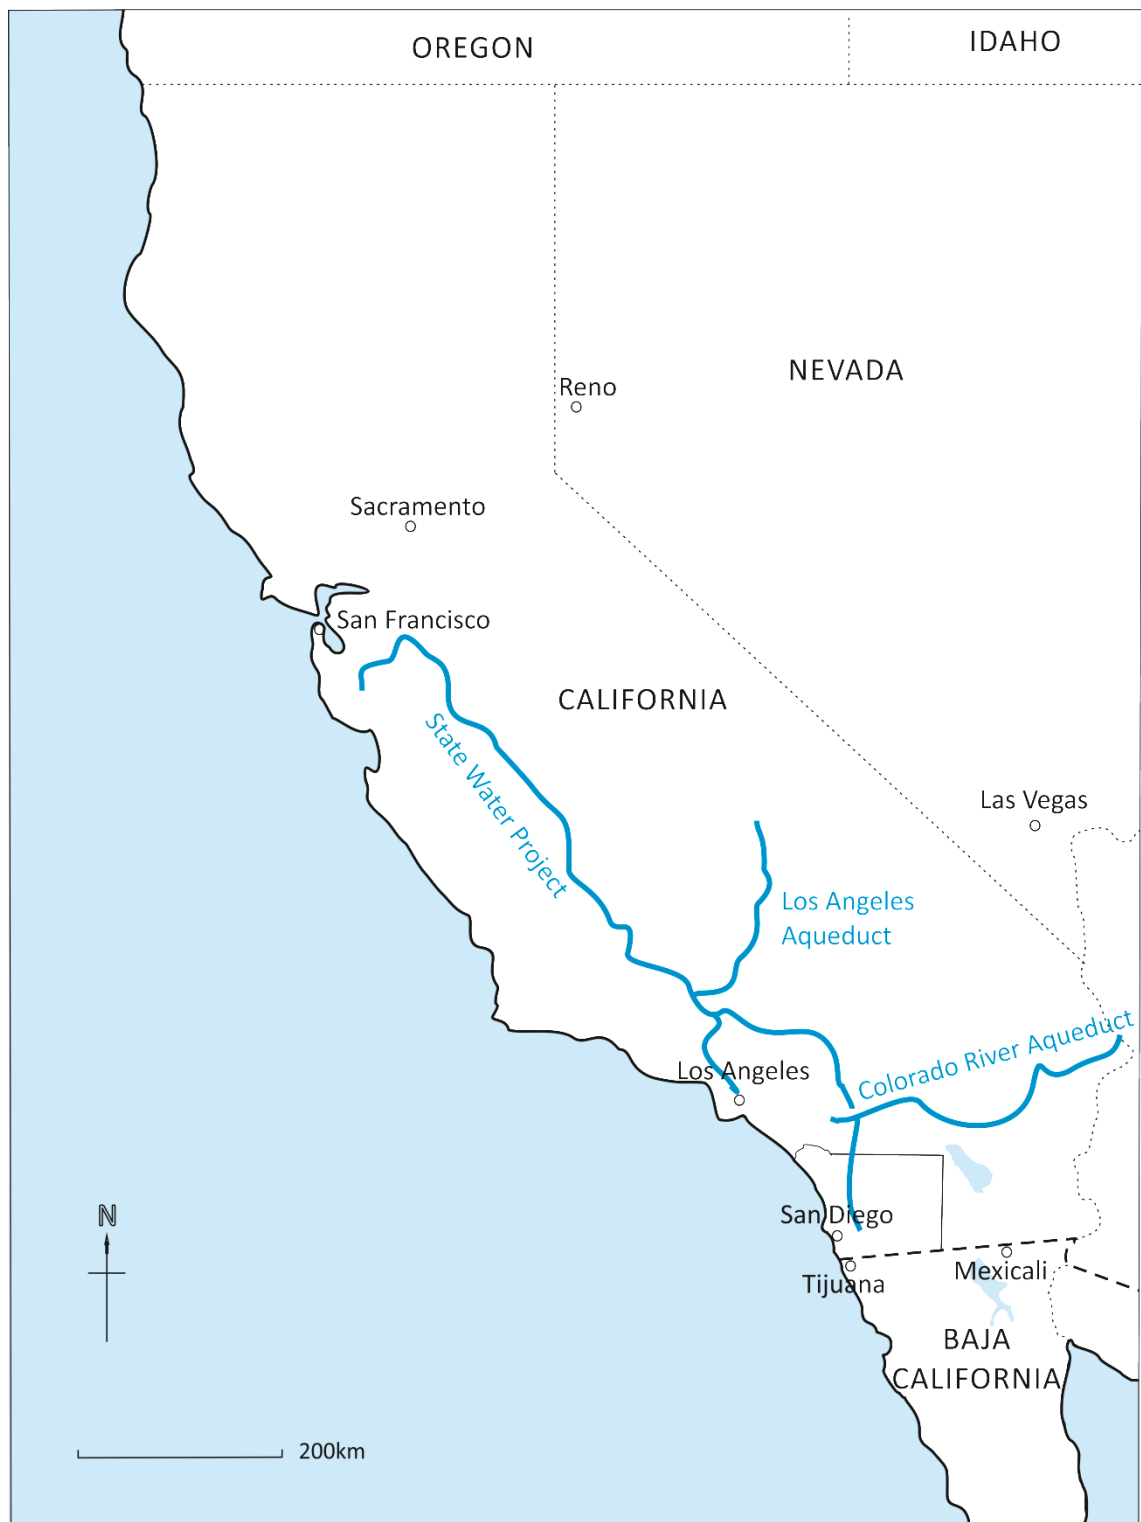 OREGON
IDAHO
NEVADA
Reno
Sacramento
San Francisco
CALIFORNIA
State Water Project
Las Vegas
Los Angeles
Aqueduct
Colorado River Aqueduct
Los Angeles
N
San Diego
Tijuana
Mexicali
BAJA
CALIFORNIA
200km